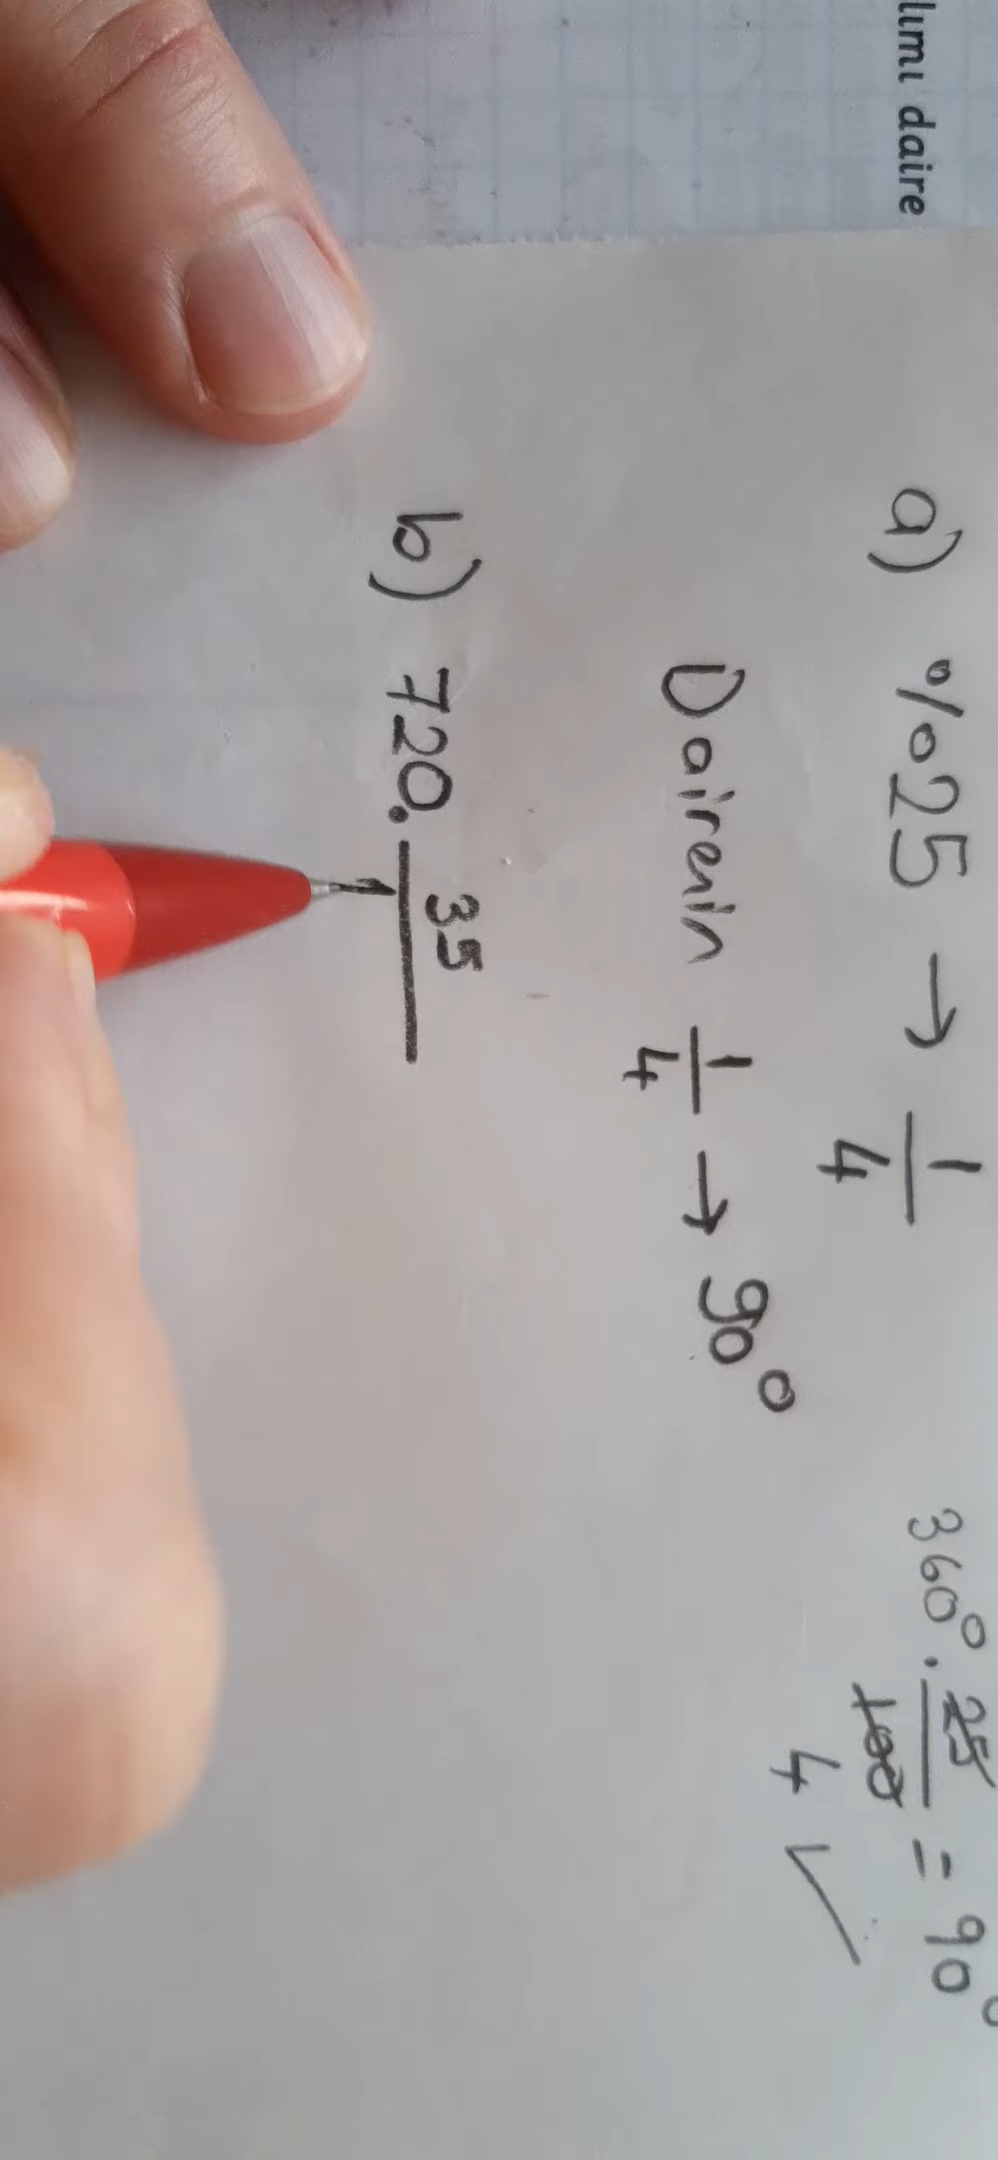 lımı daire
a) %25 → 1/4
360° . 25/100 = 90°
4
Dairenin 1/4 → 90°
b) 720 . 35/1